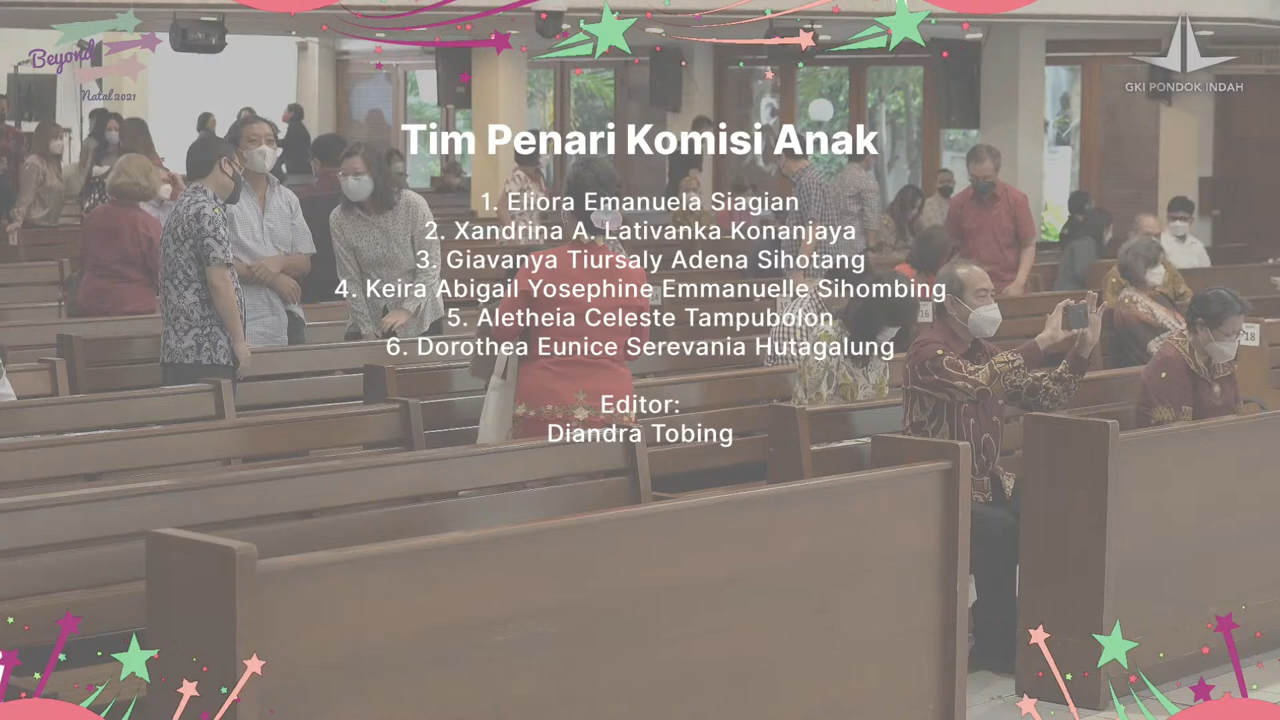 Beyond
Natal 2021
GKI PONDOK INDAH
Tim Penari Komisi Anak
1. Eliora Emanuela Siagian
2. Xandrina A. Lativanka Konanjaya
3. Giavanya Tiursaly Adena Sihotang
4. Keira Abigail Yosephine Emmanuelle Sihombing
5. Aletheia Celeste Tampubolon
6. Dorothea Eunice Serevania Hutagalung
Editor:
Diandra Tobing
16
18